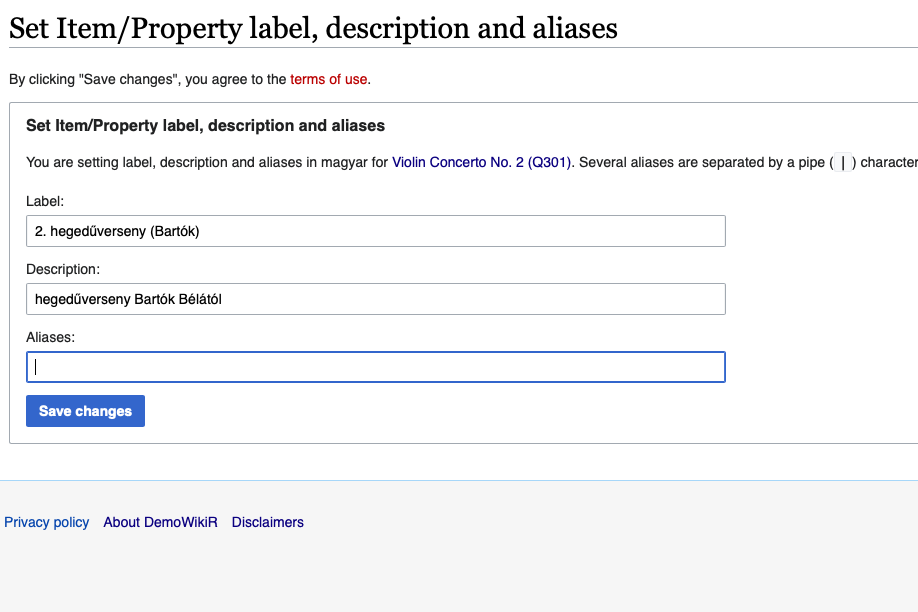 Set Item/Property label, description and aliases
By clicking "Save changes", you agree to the terms of use.
Set Item/Property label, description and aliases
You are setting label, description and aliases in magyar for Violin Concerto No. 2 (Q301). Several aliases are separated by a pipe ( | ) character
Label:
2. hegedűverseny (Bartók)
Description:
hegedűverseny Bartók Bélától
Aliases:
Save changes
Privacy policy About DemoWikiR Disclaimers